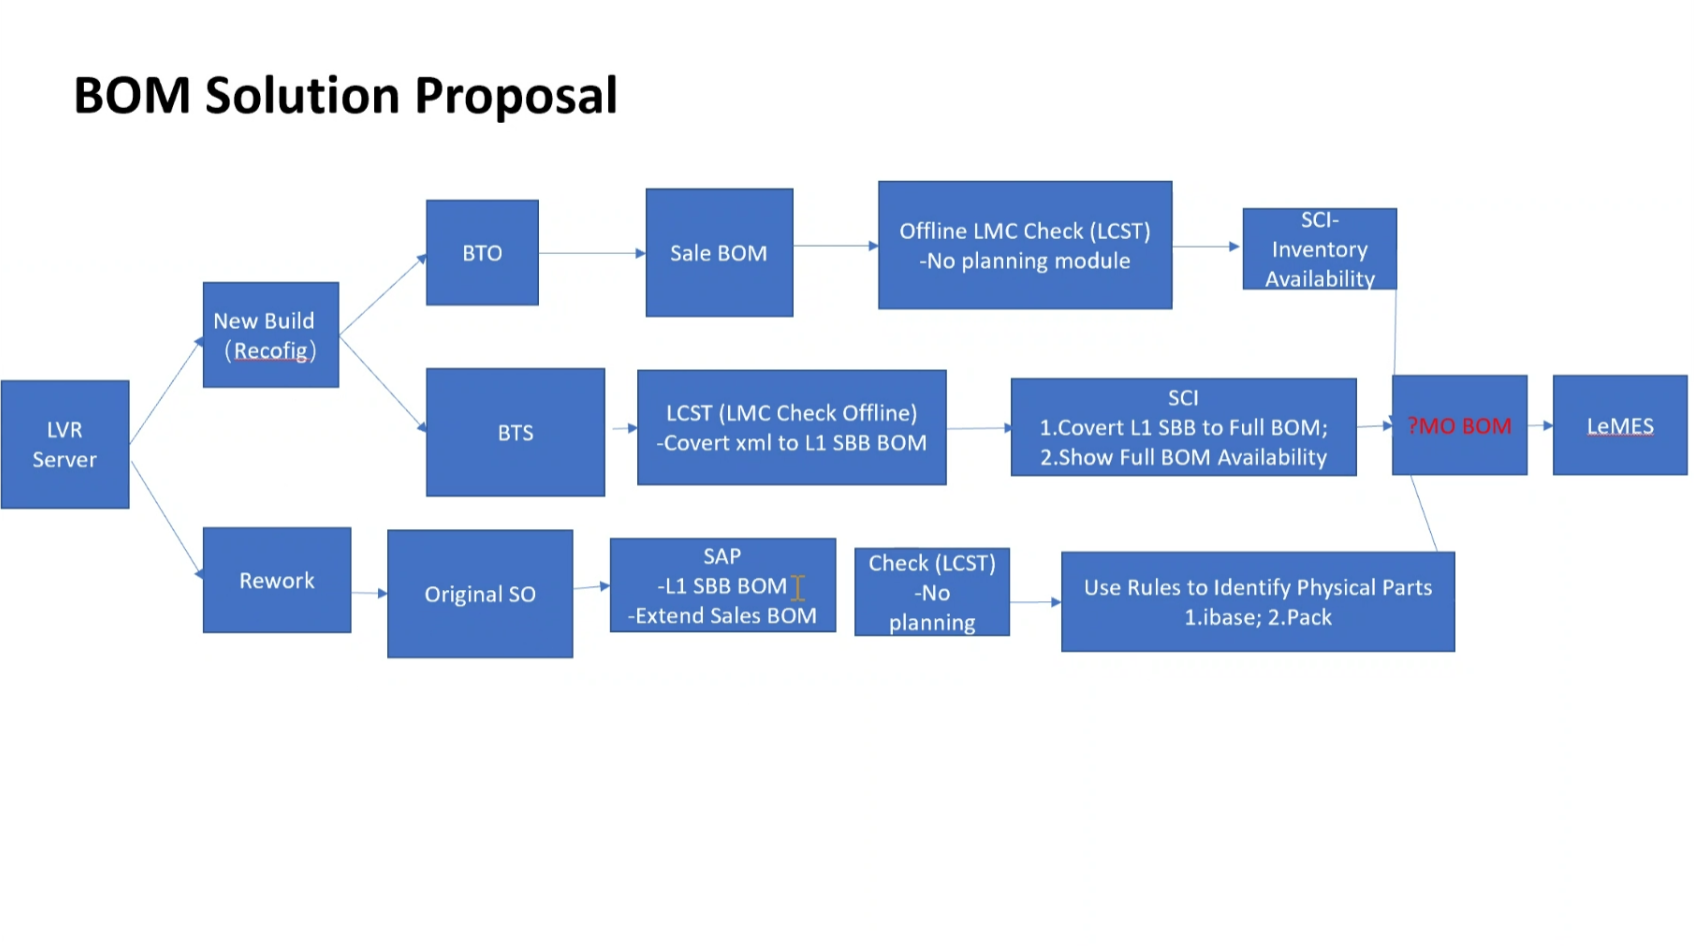 BOM Solution Proposal
BTO
Sale BOM
Offline LMC Check (LCST)
-No planning module
SCI-
Inventory
Availability
New Build
（Recofig）
LVR
Server
BTS
LCST (LMC Check Offline)
-Covert xml to L1 SBB BOM
SCI
1.Covert L1 SBB to Full BOM;
2.Show Full BOM Availability
?MO BOM
LeMES
Rework
Original SO
SAP
-L1 SBB BOM
-Extend Sales BOM
Check (LCST)
-No
planning
Use Rules to Identify Physical Parts
1.ibase; 2.Pack